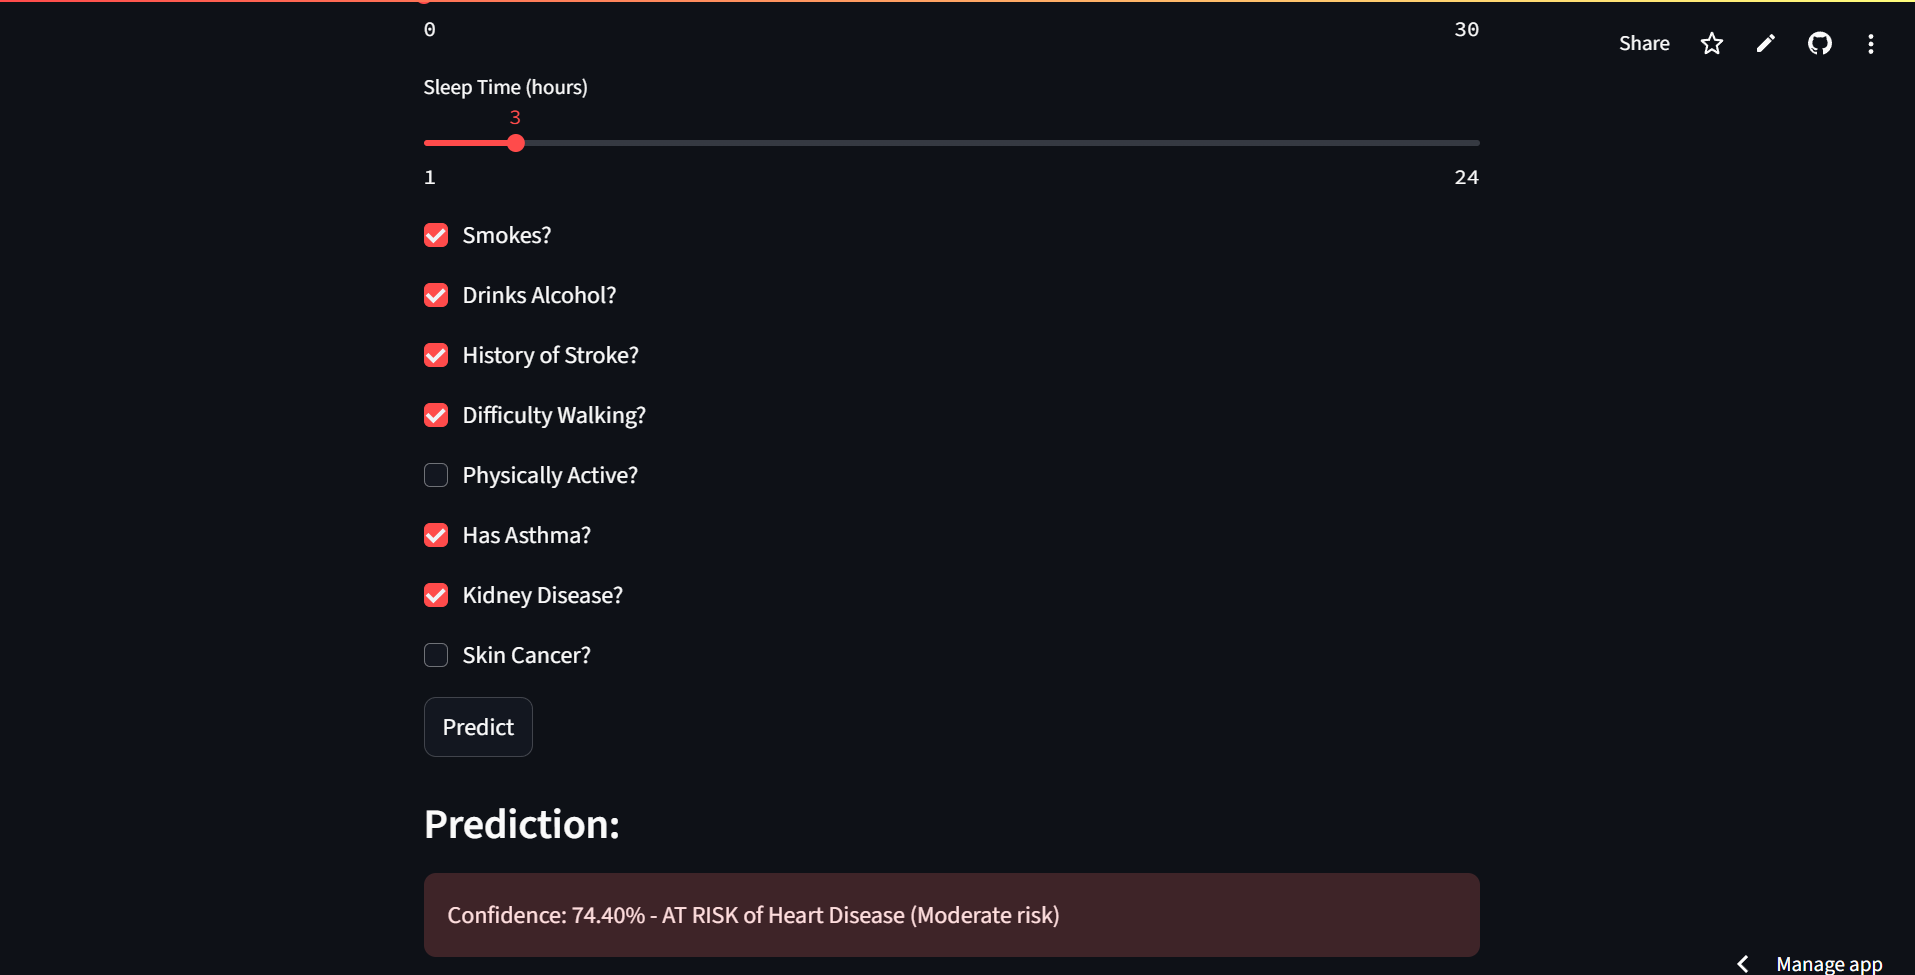 0 30
Share
Sleep Time (hours)
3
1 24
Smokes?
Drinks Alcohol?
History of Stroke?
Difficulty Walking?
Physically Active?
Has Asthma?
Kidney Disease?
Skin Cancer?
Predict
Prediction:
Confidence: 74.40% - AT RISK of Heart Disease (Moderate risk)
Manage app